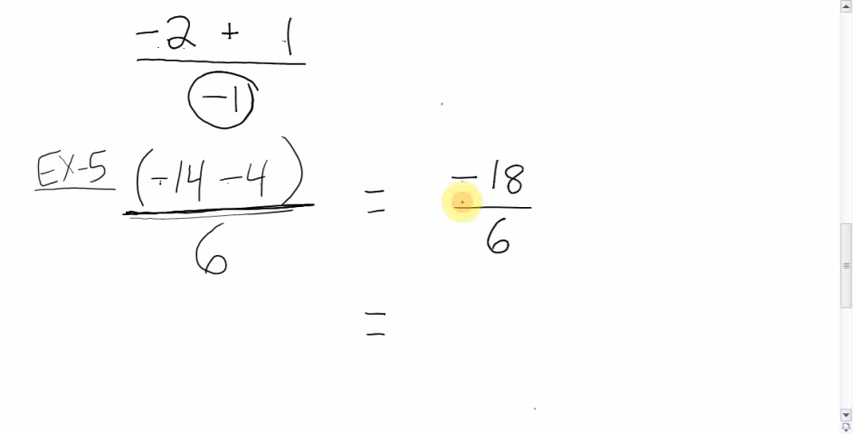 -2 + 1
-1
EX-5 (-14 -4) = -18
6 6
=